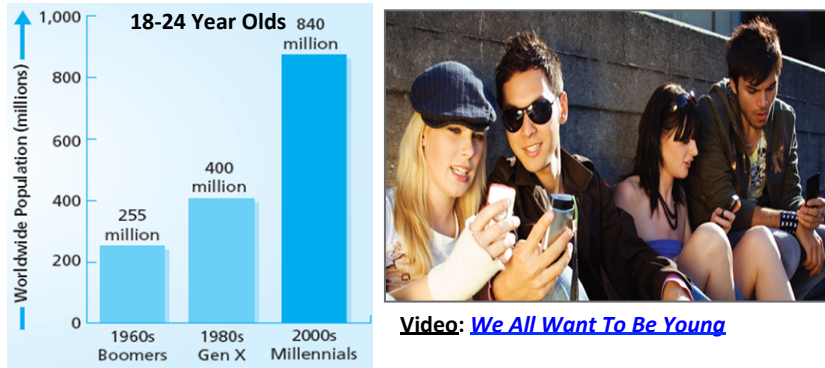 18-24 Year Olds
Worldwide Population (millions)
1,000
800
600
400
200
0
255
million
400
million
840
million
1960s
Boomers
1980s
Gen X
2000s
Millennials
Video: We All Want To Be Young